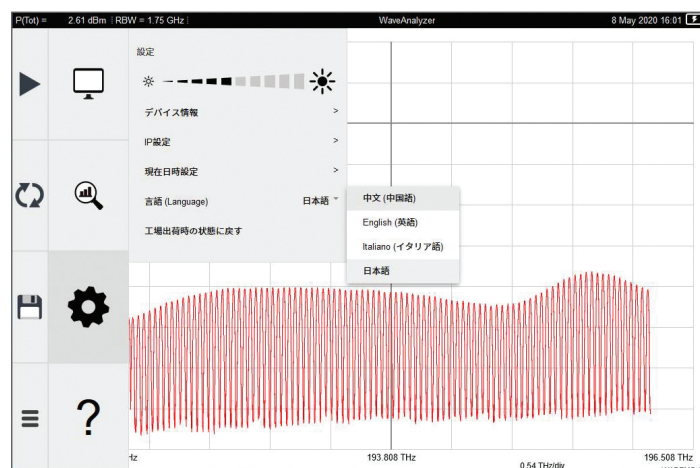 P(Tot) = 2.61 dBm | RBW = 1.75 GHz | WaveAnalyzer 8 May 2020 16:01
設定
デバイス情報 >
IP設定 >
現在日時設定 >
言語 (Language) 日本語
工場出荷時の状態に戻す
中文 (中国語)
English (英語)
Italiano (イタリア語)
日本語
?
Hz 193.808 THz 0.54 THz/div 196.508 THz